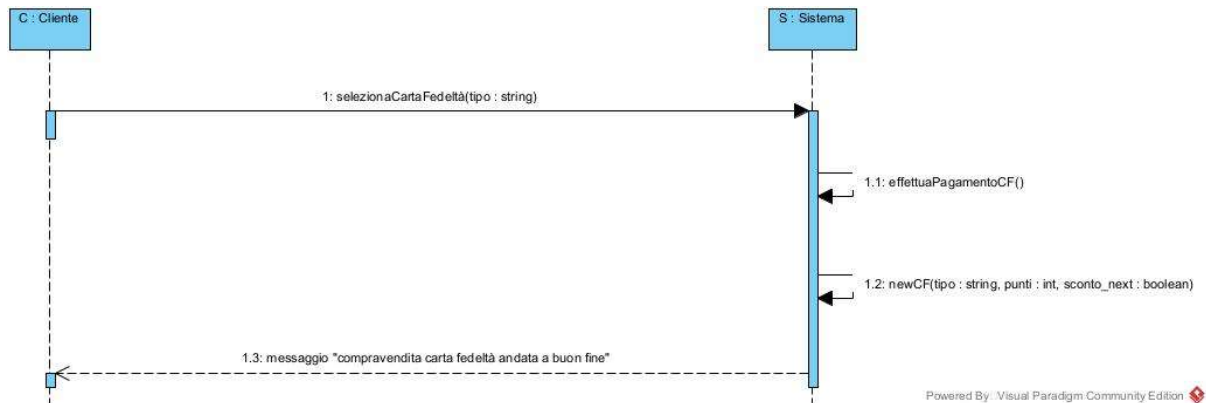 C : Cliente
S : Sistema
1: selezionaCartaFedeltà(tipo : string)
1.1: effettuaPagamentoCF()
1.2: newCF(tipo : string, punti : int, sconto_next : boolean)
1.3: messaggio "compravendita carta fedeltà andata a buon fine"
Powered By: Visual Paradigm Community Edition